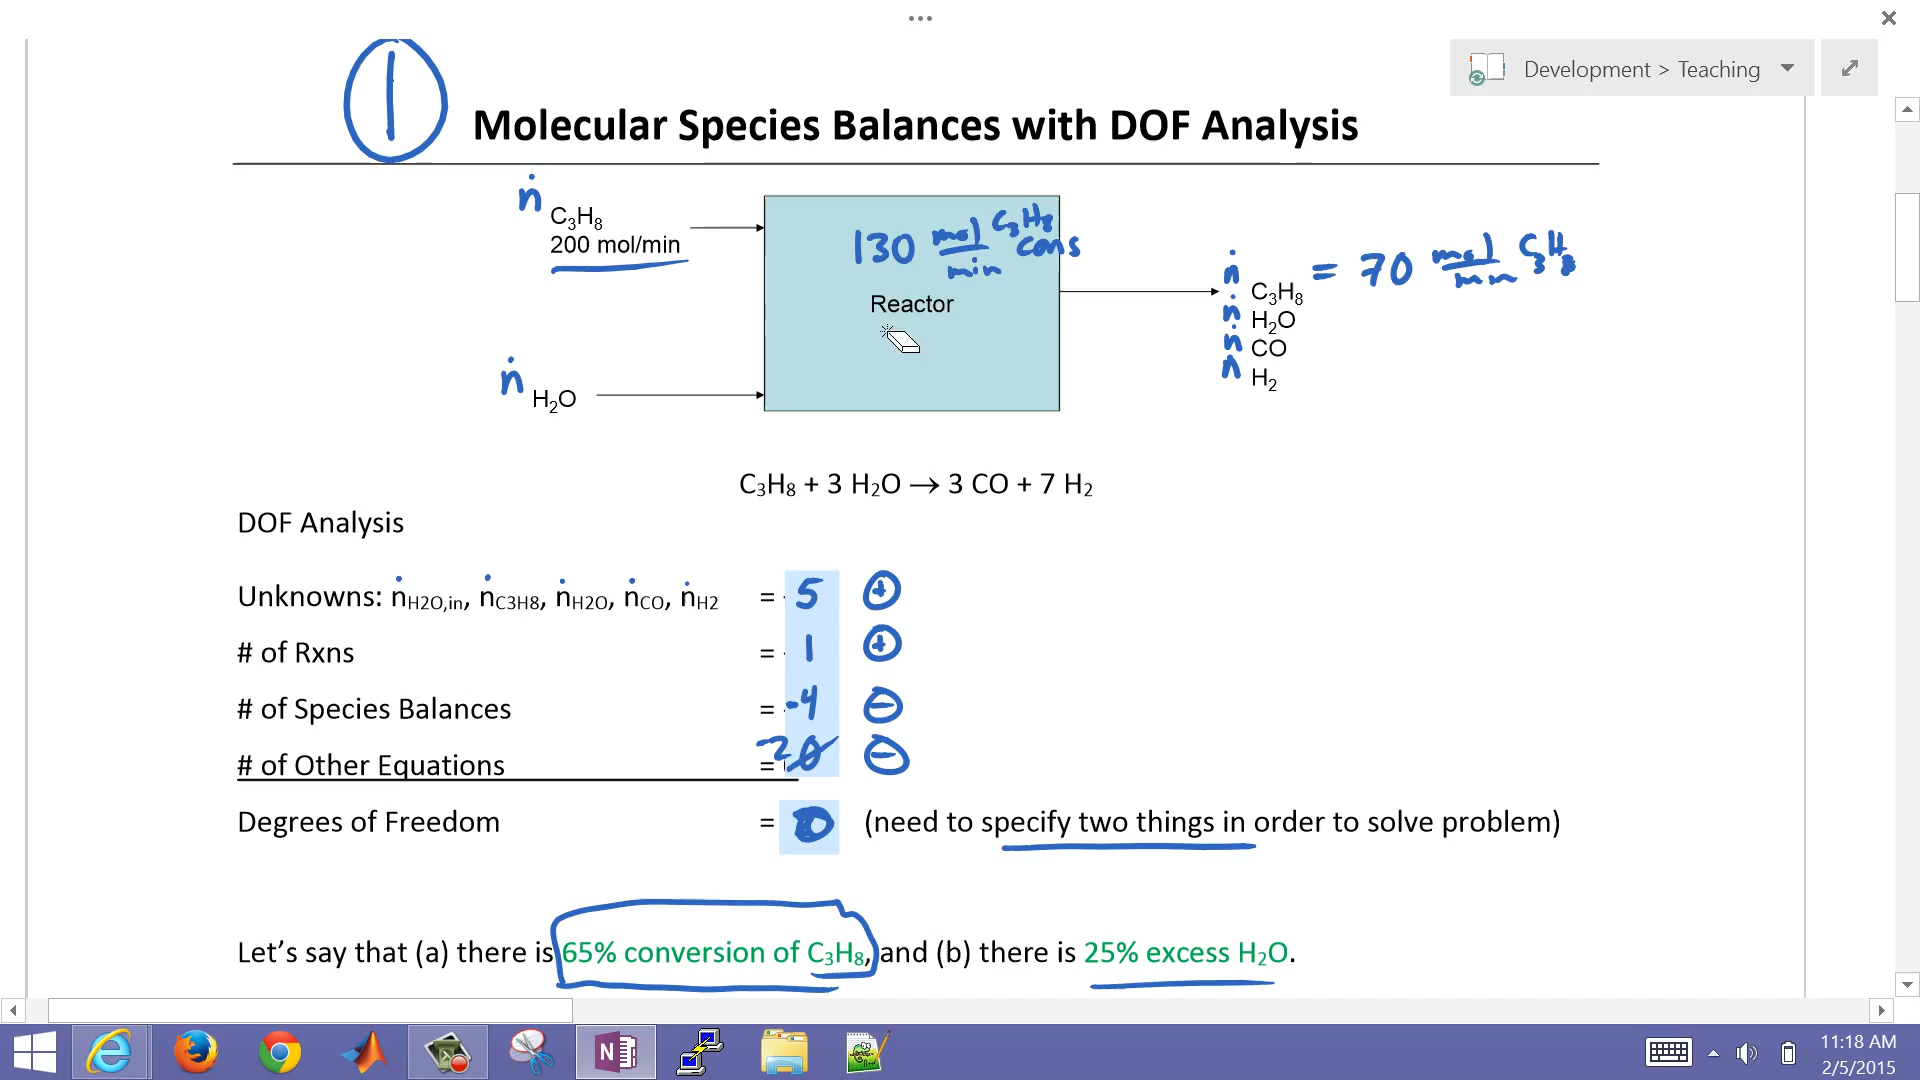 Development > Teaching
1 Molecular Species Balances with DOF Analysis
ṅ C₃H₈
200 mol/min
130 mol/min C₃H₈ cons
Reactor
ṅ C₃H₈ = 70 mol/min C₃H₈
ṅ H₂O
ṅ CO
ṅ H₂
ṅ H₂O
C₃H₈ + 3 H₂O → 3 CO + 7 H₂
DOF Analysis
Unknowns: ṅH2O,in, ṅC3H8, ṅH2O, ṅCO, ṅH2 = 5 +
# of Rxns = 1 +
# of Species Balances = -4 −
# of Other Equations = -2 0 −
Degrees of Freedom = 0 (need to specify two things in order to solve problem)
Let’s say that (a) there is 65% conversion of C₃H₈, and (b) there is 25% excess H₂O.
11:18 AM
2/5/2015